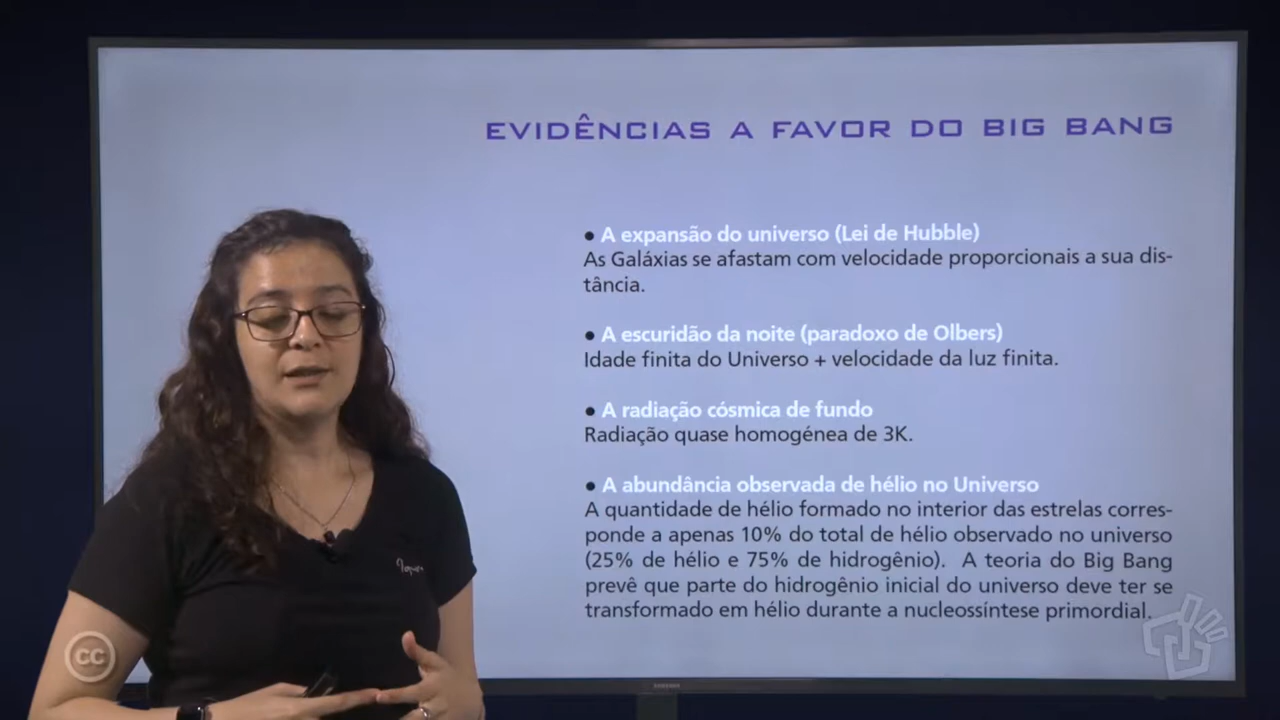 EVIDÊNCIAS A FAVOR DO BIG BANG
● A expansão do universo (Lei de Hubble)
As Galáxias se afastam com velocidade proporcionais a sua dis-
tância.
● A escuridão da noite (paradoxo de Olbers)
Idade finita do Universo + velocidade da luz finita.
● A radiação cósmica de fundo
Radiação quase homogénea de 3K.
● A abundância observada de hélio no Universo
A quantidade de hélio formado no interior das estrelas corres-
ponde a apenas 10% do total de hélio observado no universo
(25% de hélio e 75% de hidrogênio). A teoria do Big Bang
prevê que parte do hidrogênio inicial do universo deve ter se
transformado em hélio durante a nucleossíntese primordial.
cc
SAMSUNG